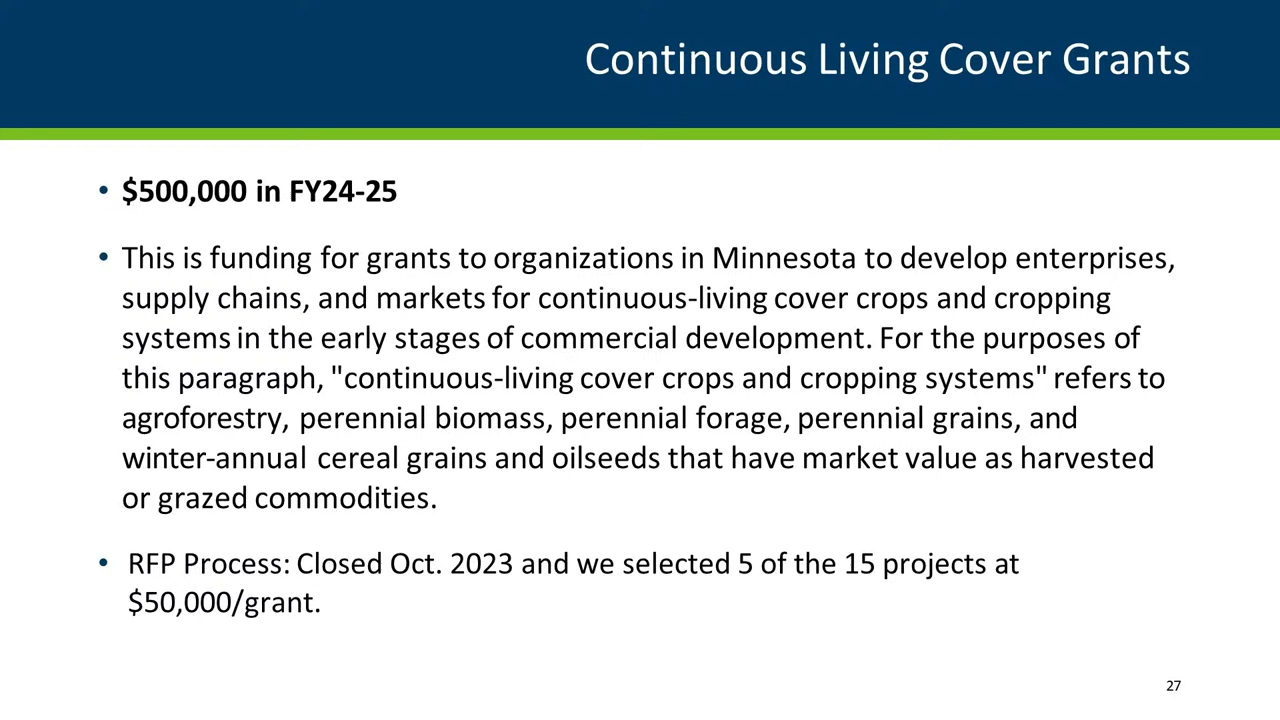 Continuous Living Cover Grants
• $500,000 in FY24-25
• This is funding for grants to organizations in Minnesota to develop enterprises,
supply chains, and markets for continuous-living cover crops and cropping
systems in the early stages of commercial development. For the purposes of
this paragraph, "continuous-living cover crops and cropping systems" refers to
agroforestry, perennial biomass, perennial forage, perennial grains, and
winter-annual cereal grains and oilseeds that have market value as harvested
or grazed commodities.
• RFP Process: Closed Oct. 2023 and we selected 5 of the 15 projects at
$50,000/grant.
27